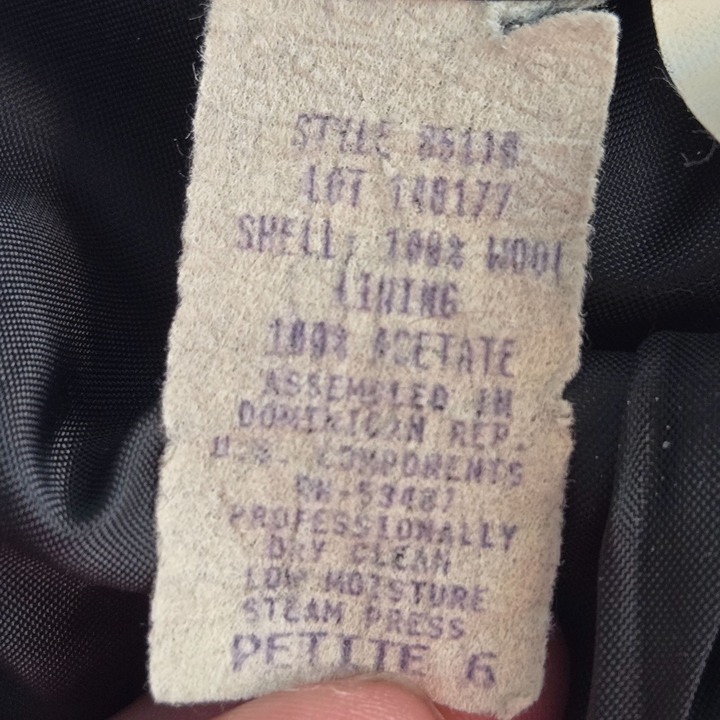 STYLE 85110
LOT 140177
SHELL: 100% WOOL
LINING
100% ACETATE
ASSEMBLED IN
DOMINICAN REP.
U.S. COMPONENTS
RN-53487
PROFESSIONALLY
DRY CLEAN
LOW MOISTURE
STEAM PRESS
PETITE 6